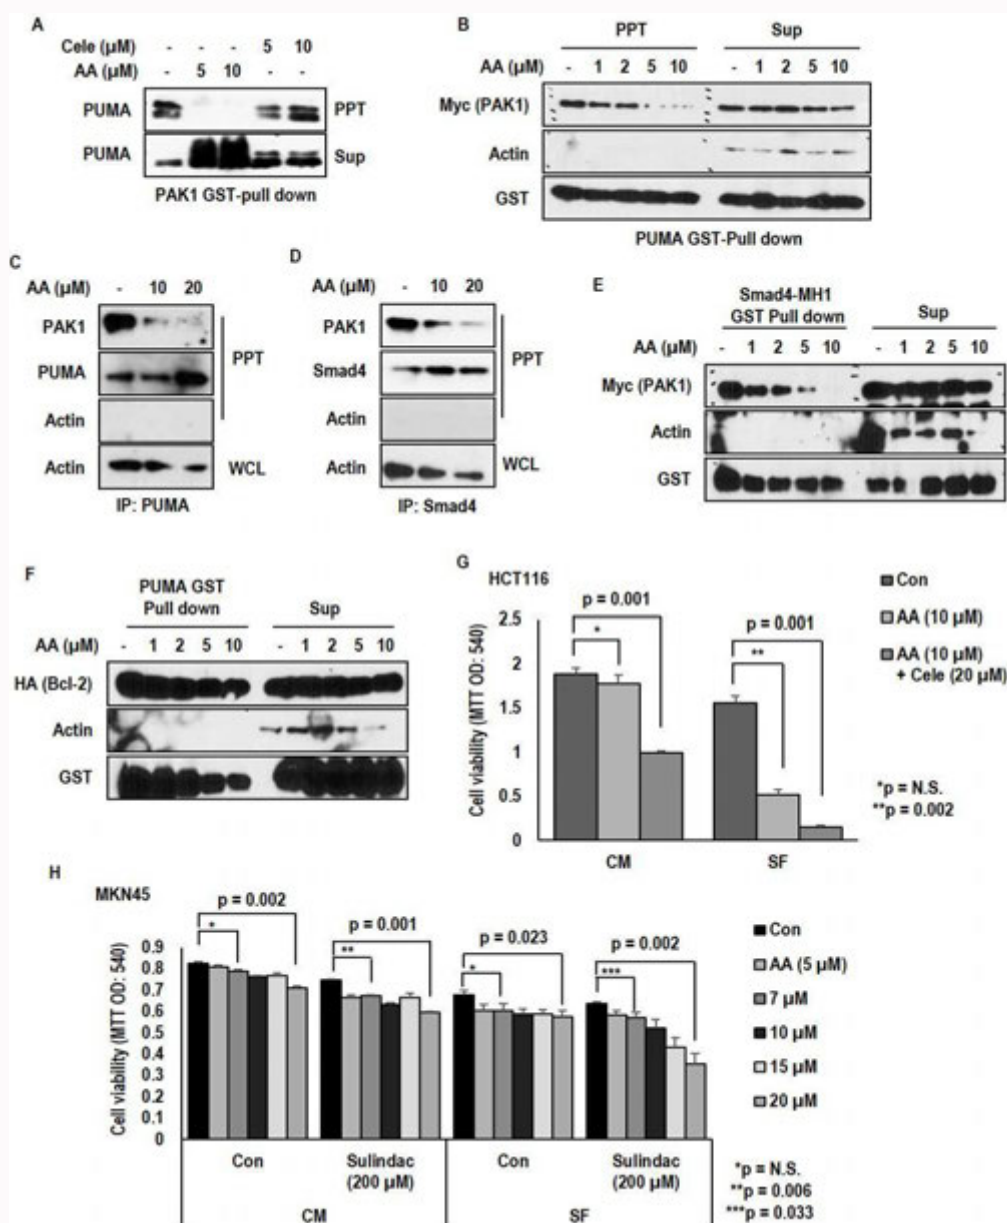 A
Cele (μM) - - - 5 10
AA (μM) - 5 10 - -
PUMA PPT
PUMA Sup
PAK1 GST-pull down
B
PPT Sup
AA (μM) - 1 2 5 10 - 1 2 5 10
Myc (PAK1)
Actin
GST
PUMA GST-Pull down
C
AA (μM) - 10 20
PAK1
PUMA
PPT
Actin
Actin WCL
IP: PUMA
D
AA (μM) - 10 20
PAK1
Smad4
PPT
Actin
Actin WCL
IP: Smad4
E
Smad4-MH1
GST Pull down Sup
AA (μM) - 1 2 5 10 - 1 2 5 10
Myc (PAK1)
Actin
GST
F
PUMA GST
Pull down Sup
AA (μM) - 1 2 5 10 - 1 2 5 10
HA (Bcl-2)
Actin
GST
G
HCT116
Cell viability (MTT OD: 540)
2.5
2
1.5
1
0.5
0
p = 0.001
*
p = 0.001
**
CM SF
Con
AA (10 μM)
AA (10 μM)
+ Cele (20 μM)
*p = N.S.
**p = 0.002
H
MKN45
Cell viability (MTT OD: 540)
0.9
0.8
0.7
0.6
0.5
0.4
0.3
0.2
0.1
0
p = 0.002
*
p = 0.001
**
p = 0.023
*
p = 0.002
***
Con Sulindac Con Sulindac
(200 μM) (200 μM)
CM SF
Con
AA (5 μM)
7 μM
10 μM
15 μM
20 μM
*p = N.S.
**p = 0.006
***p = 0.033